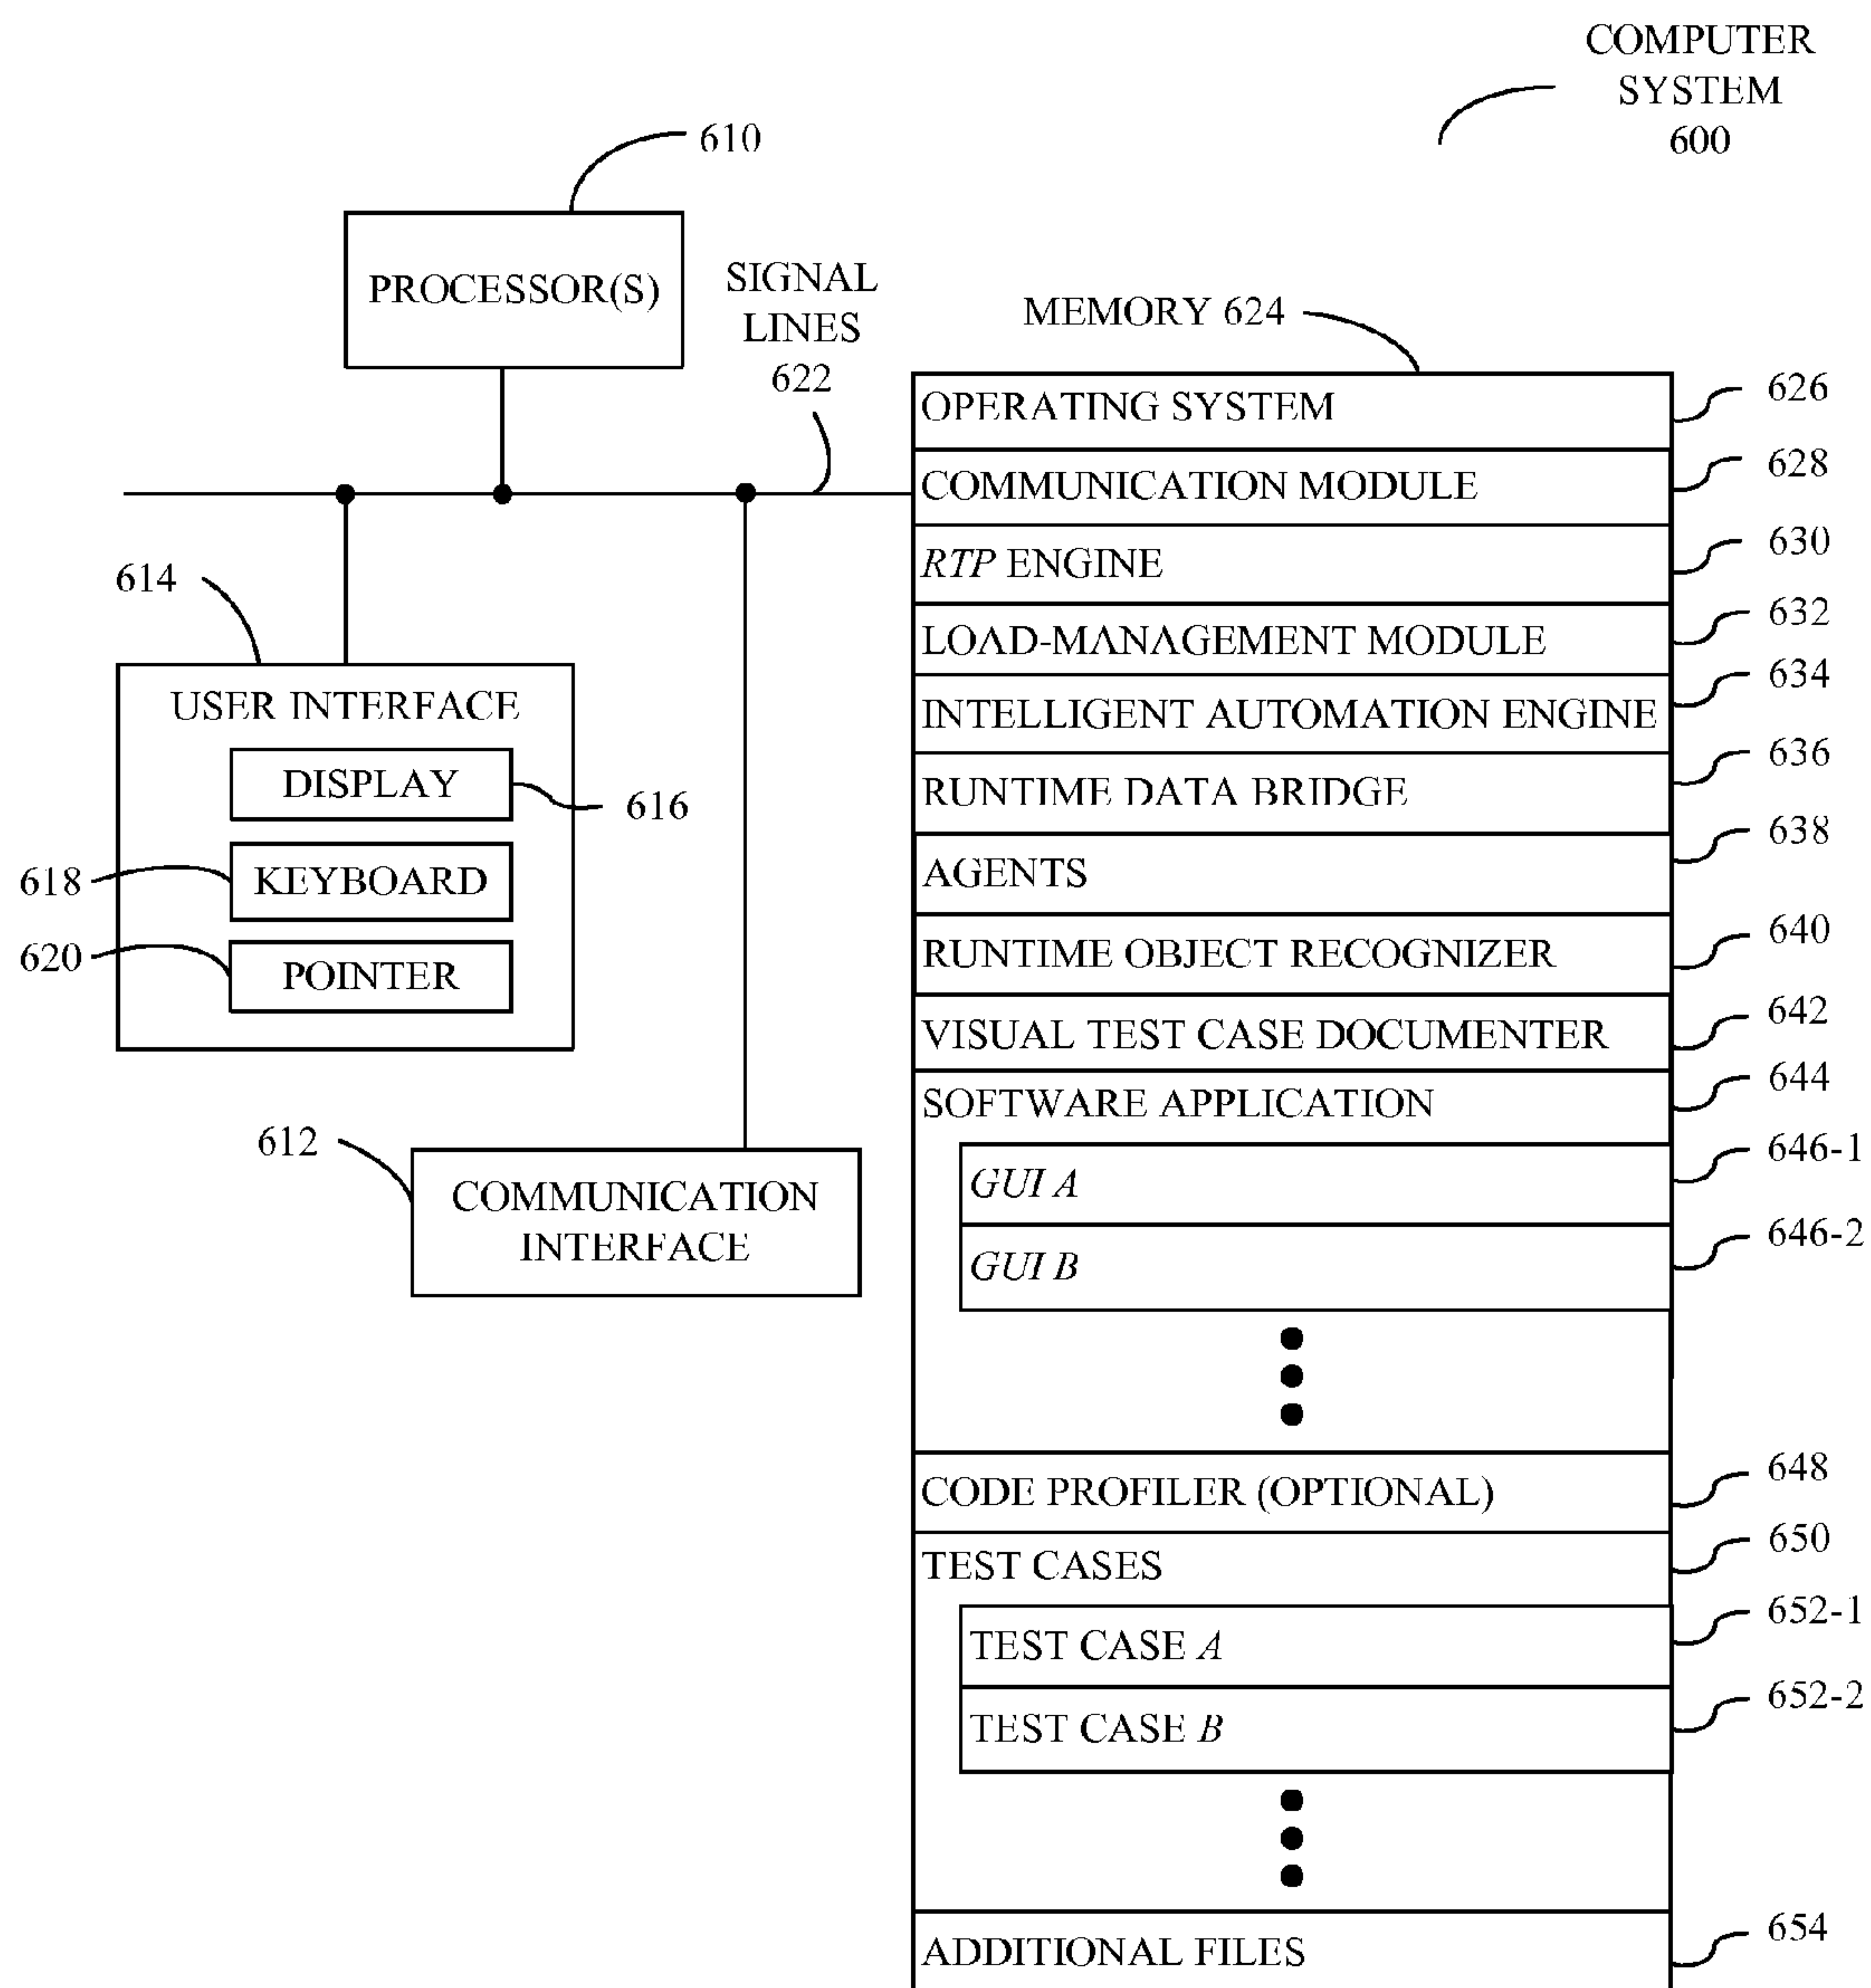 COMPUTER
SYSTEM
600
610
PROCESSOR(S)
SIGNAL
LINES
622
MEMORY 624
OPERATING SYSTEM
626
COMMUNICATION MODULE
628
RTP ENGINE
630
LOAD-MANAGEMENT MODULE
632
INTELLIGENT AUTOMATION ENGINE
634
RUNTIME DATA BRIDGE
636
AGENTS
638
RUNTIME OBJECT RECOGNIZER
640
VISUAL TEST CASE DOCUMENTER
642
SOFTWARE APPLICATION
644
GUI A
646-1
GUI B
646-2
CODE PROFILER (OPTIONAL)
648
TEST CASES
650
TEST CASE A
652-1
TEST CASE B
652-2
ADDITIONAL FILES
654
614
USER INTERFACE
DISPLAY
616
618
KEYBOARD
620
POINTER
612
COMMUNICATION
INTERFACE